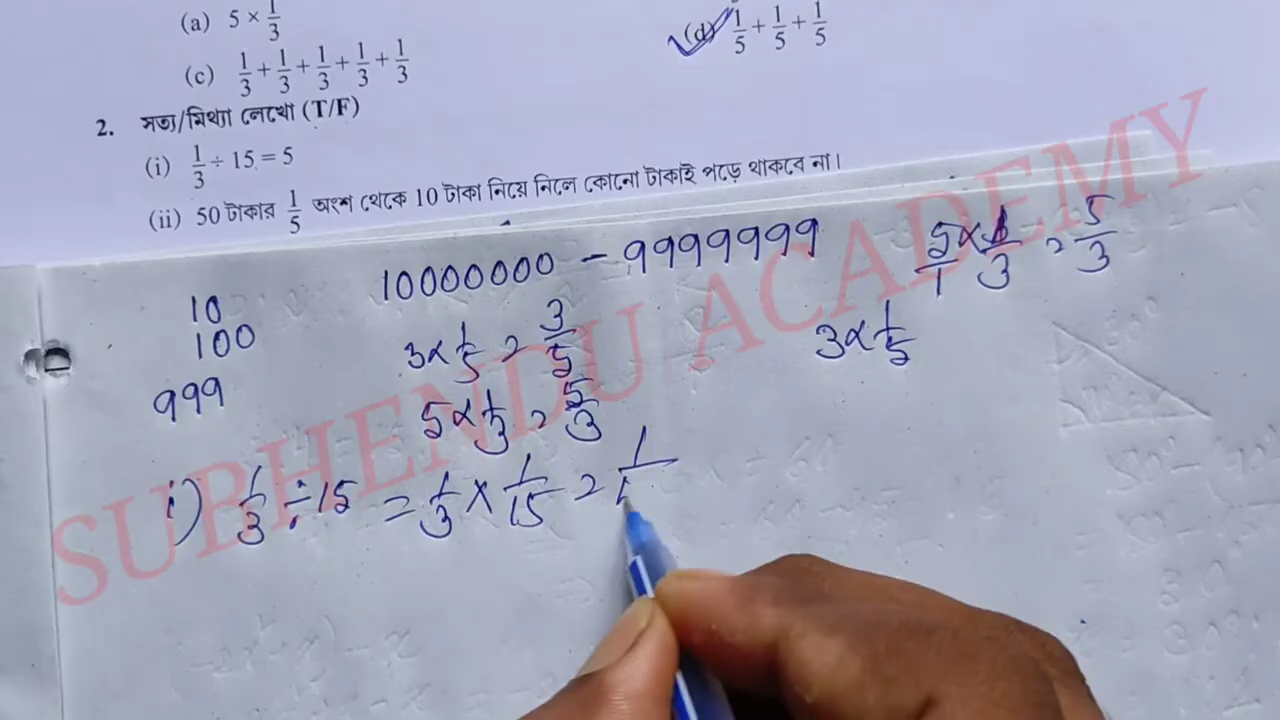 (a) 5 × 1/3
(d) 1/5 + 1/5 + 1/5
(c) 1/3 + 1/3 + 1/3 + 1/3 + 1/3
2. সত্য/মিথ্যা লেখো (T/F)
(i) 1/3 ÷ 15 = 5
(ii) 50 টাকার 1/5 অংশ থেকে 10 টাকা নিয়ে নিলে কোনো টাকাই পড়ে থাকবে না।
10000000 - 9999999
5/1 × 1/3 = 5/3
10
100
999
3 × 1/5 = 3/5
3 × 1/5
5 × 1/3 = 5/3
i) 1/3 ÷ 15 = 1/3 × 1/15 = 1/
SUBHENDU ACADEMY